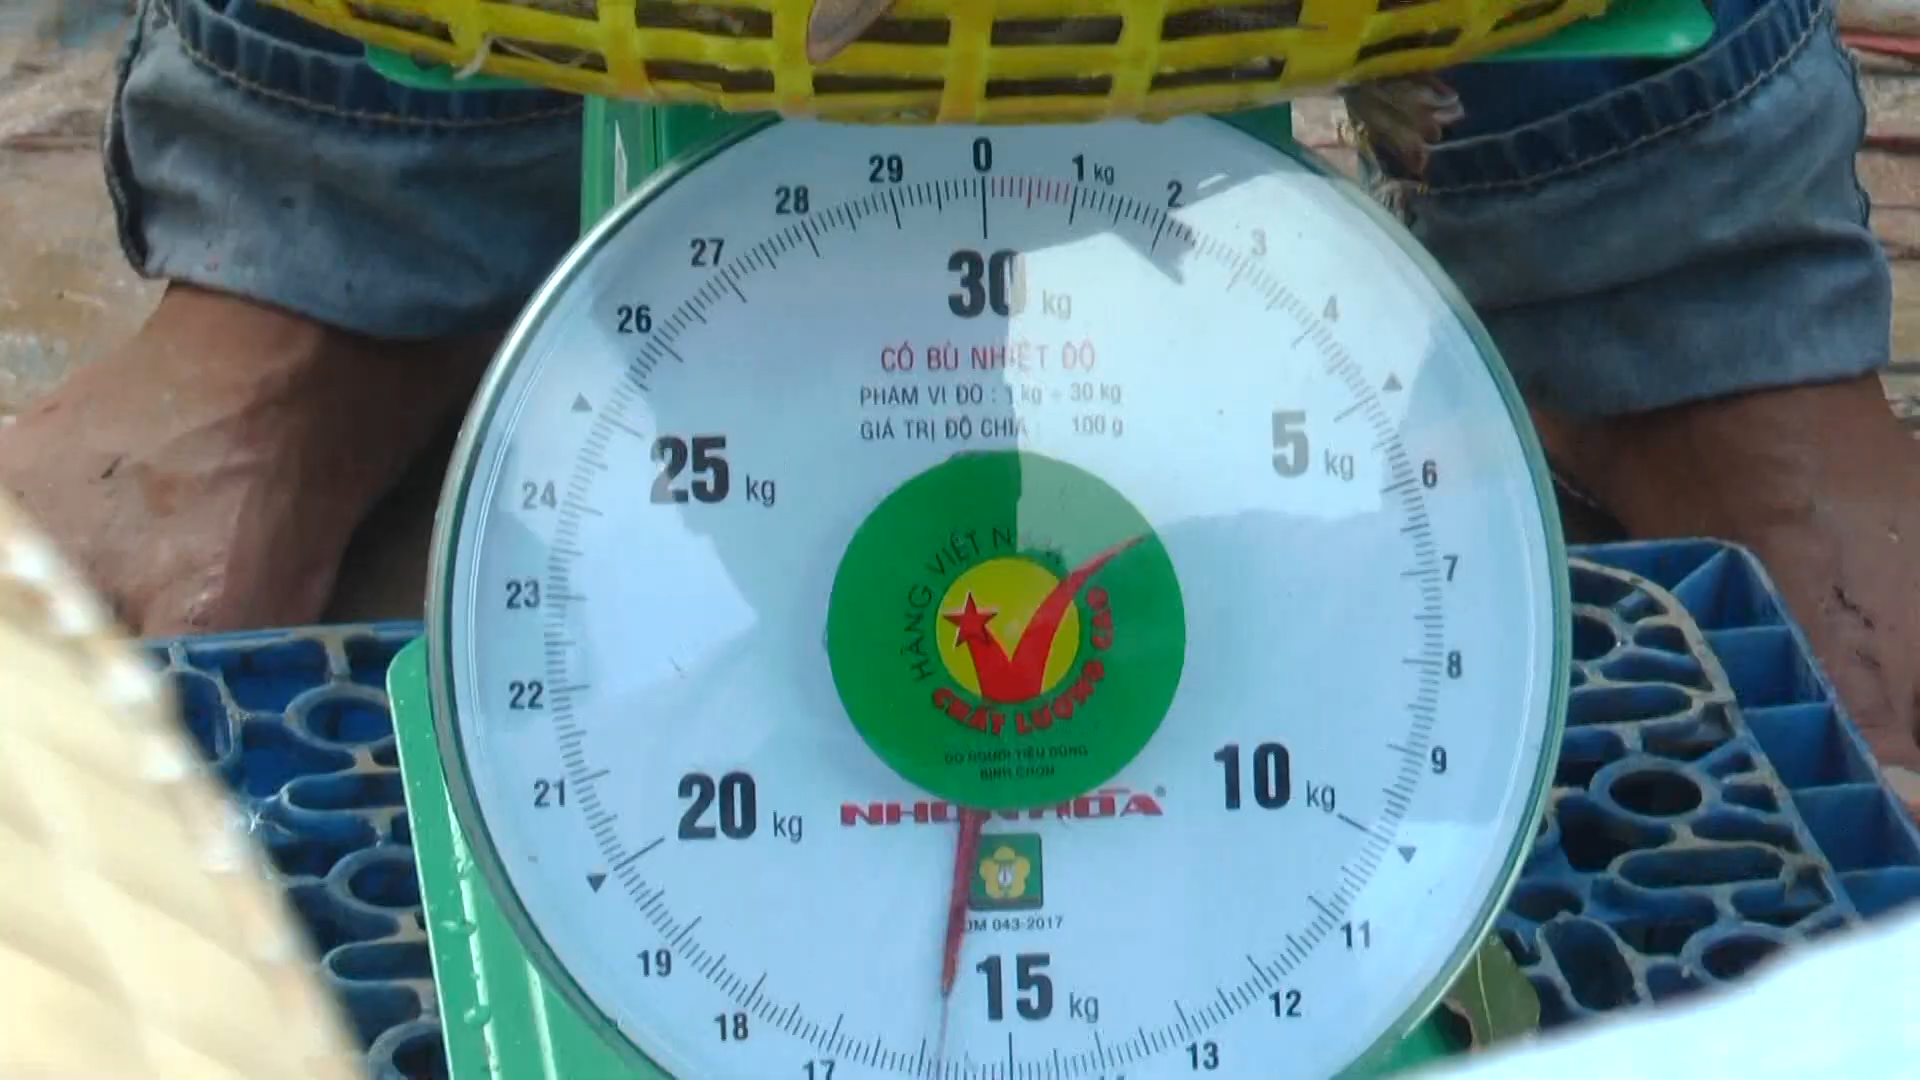 0
29
1 kg
28
2
27
3
26
4
30 kg
CÓ BÙ NHIỆT ĐỘ
PHẠM VI ĐO : 1 kg ÷ 30 kg
GIÁ TRỊ ĐỘ CHIA : 100 g
25 kg
5 kg
24
6
23
7
22
8
21
9
HÀNG VIỆT N
CHẤT LƯỢNG CAO
DO NGƯỜI TIÊU DÙNG
BÌNH CHỌN
20 kg
10 kg
NHƠN HÒA®
043-2017
19
11
15 kg
18
12
17
13